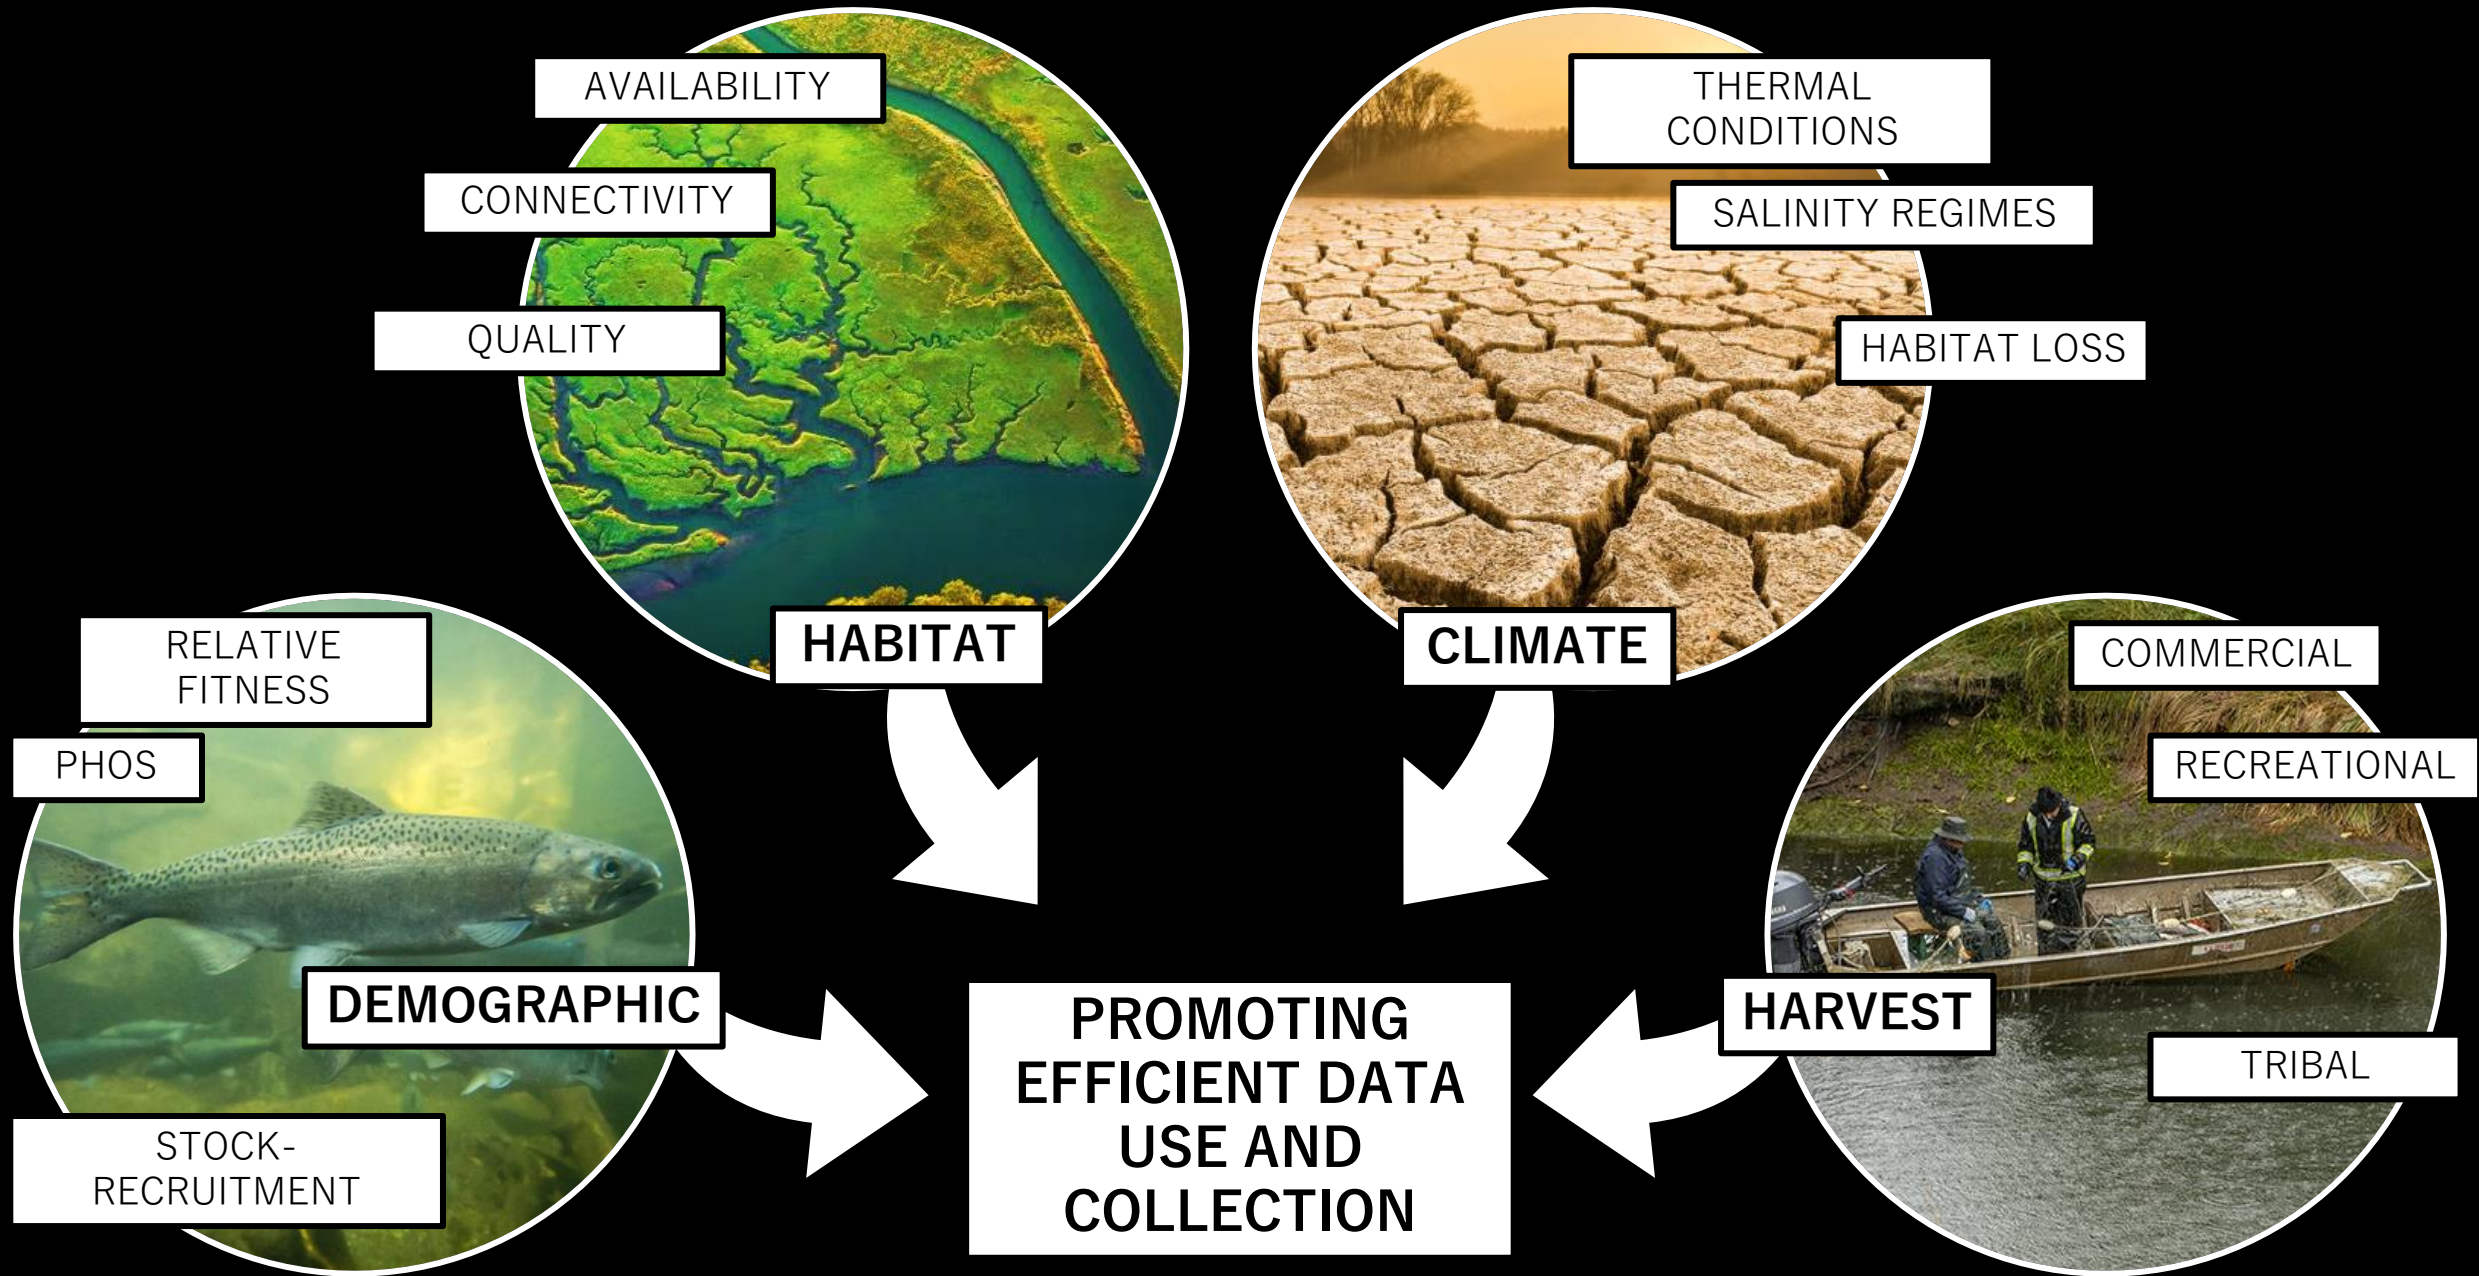 AVAILABILITY
CONNECTIVITY
QUALITY
HABITAT
THERMAL
CONDITIONS
SALINITY REGIMES
HABITAT LOSS
CLIMATE
RELATIVE
FITNESS
PHOS
DEMOGRAPHIC
STOCK-
RECRUITMENT
COMMERCIAL
RECREATIONAL
HARVEST
TRIBAL
PROMOTING
EFFICIENT DATA
USE AND
COLLECTION